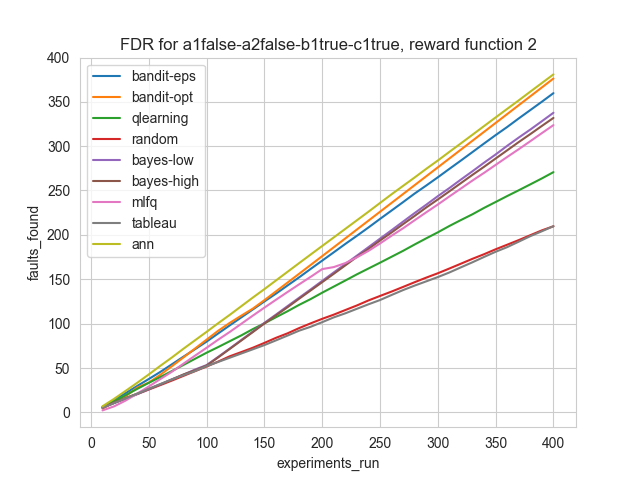 FDR for a1false-a2false-b1true-c1true, reward function 2
400
350
300
250
200
150
100
50
0
faults_found
bandit-eps
bandit-opt
qlearning
random
bayes-low
bayes-high
mlfq
tableau
ann
0 50 100 150 200 250 300 350 400
experiments_run